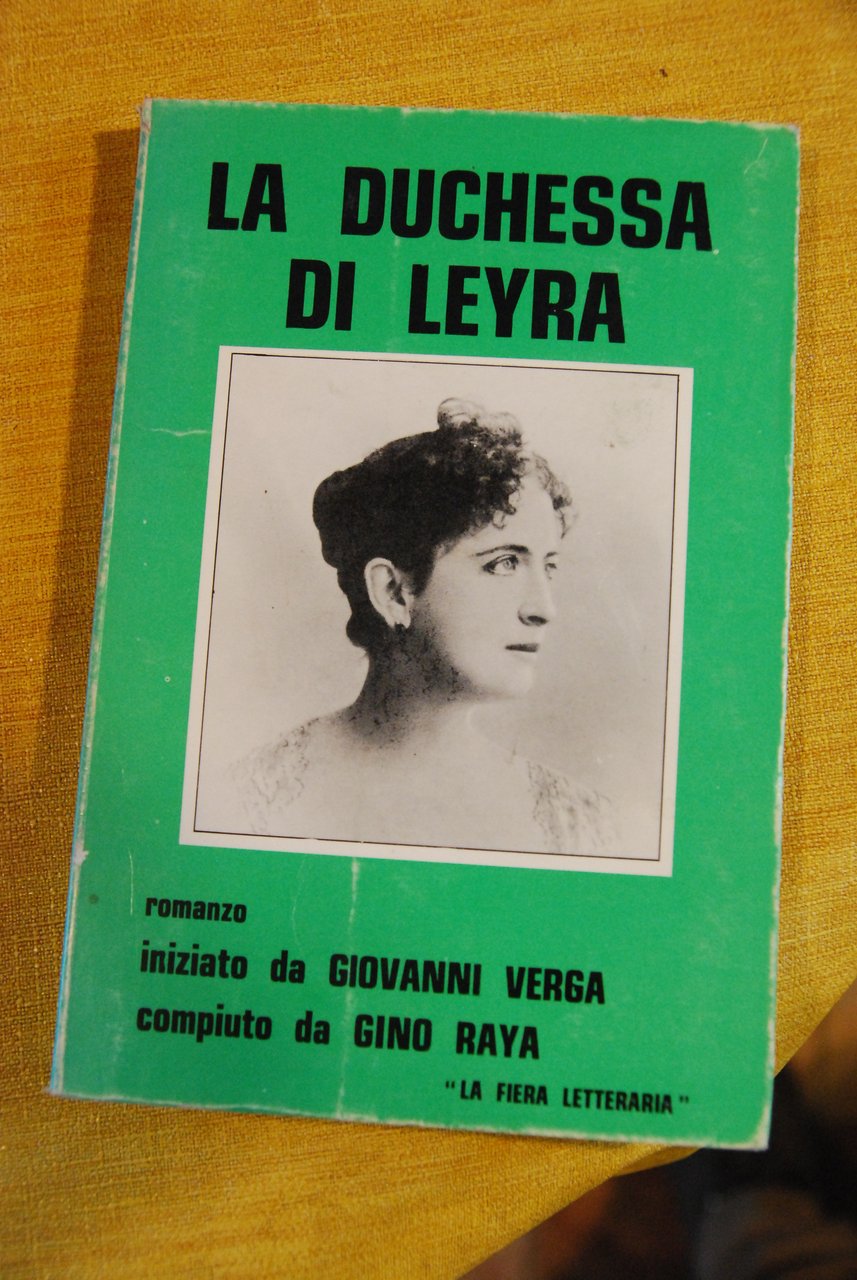 LA DUCHESSA
DI LEYRA
romanzo
iniziato da GIOVANNI VERGA
compiuto da GINO RAYA
"LA FIERA LETTERARIA"